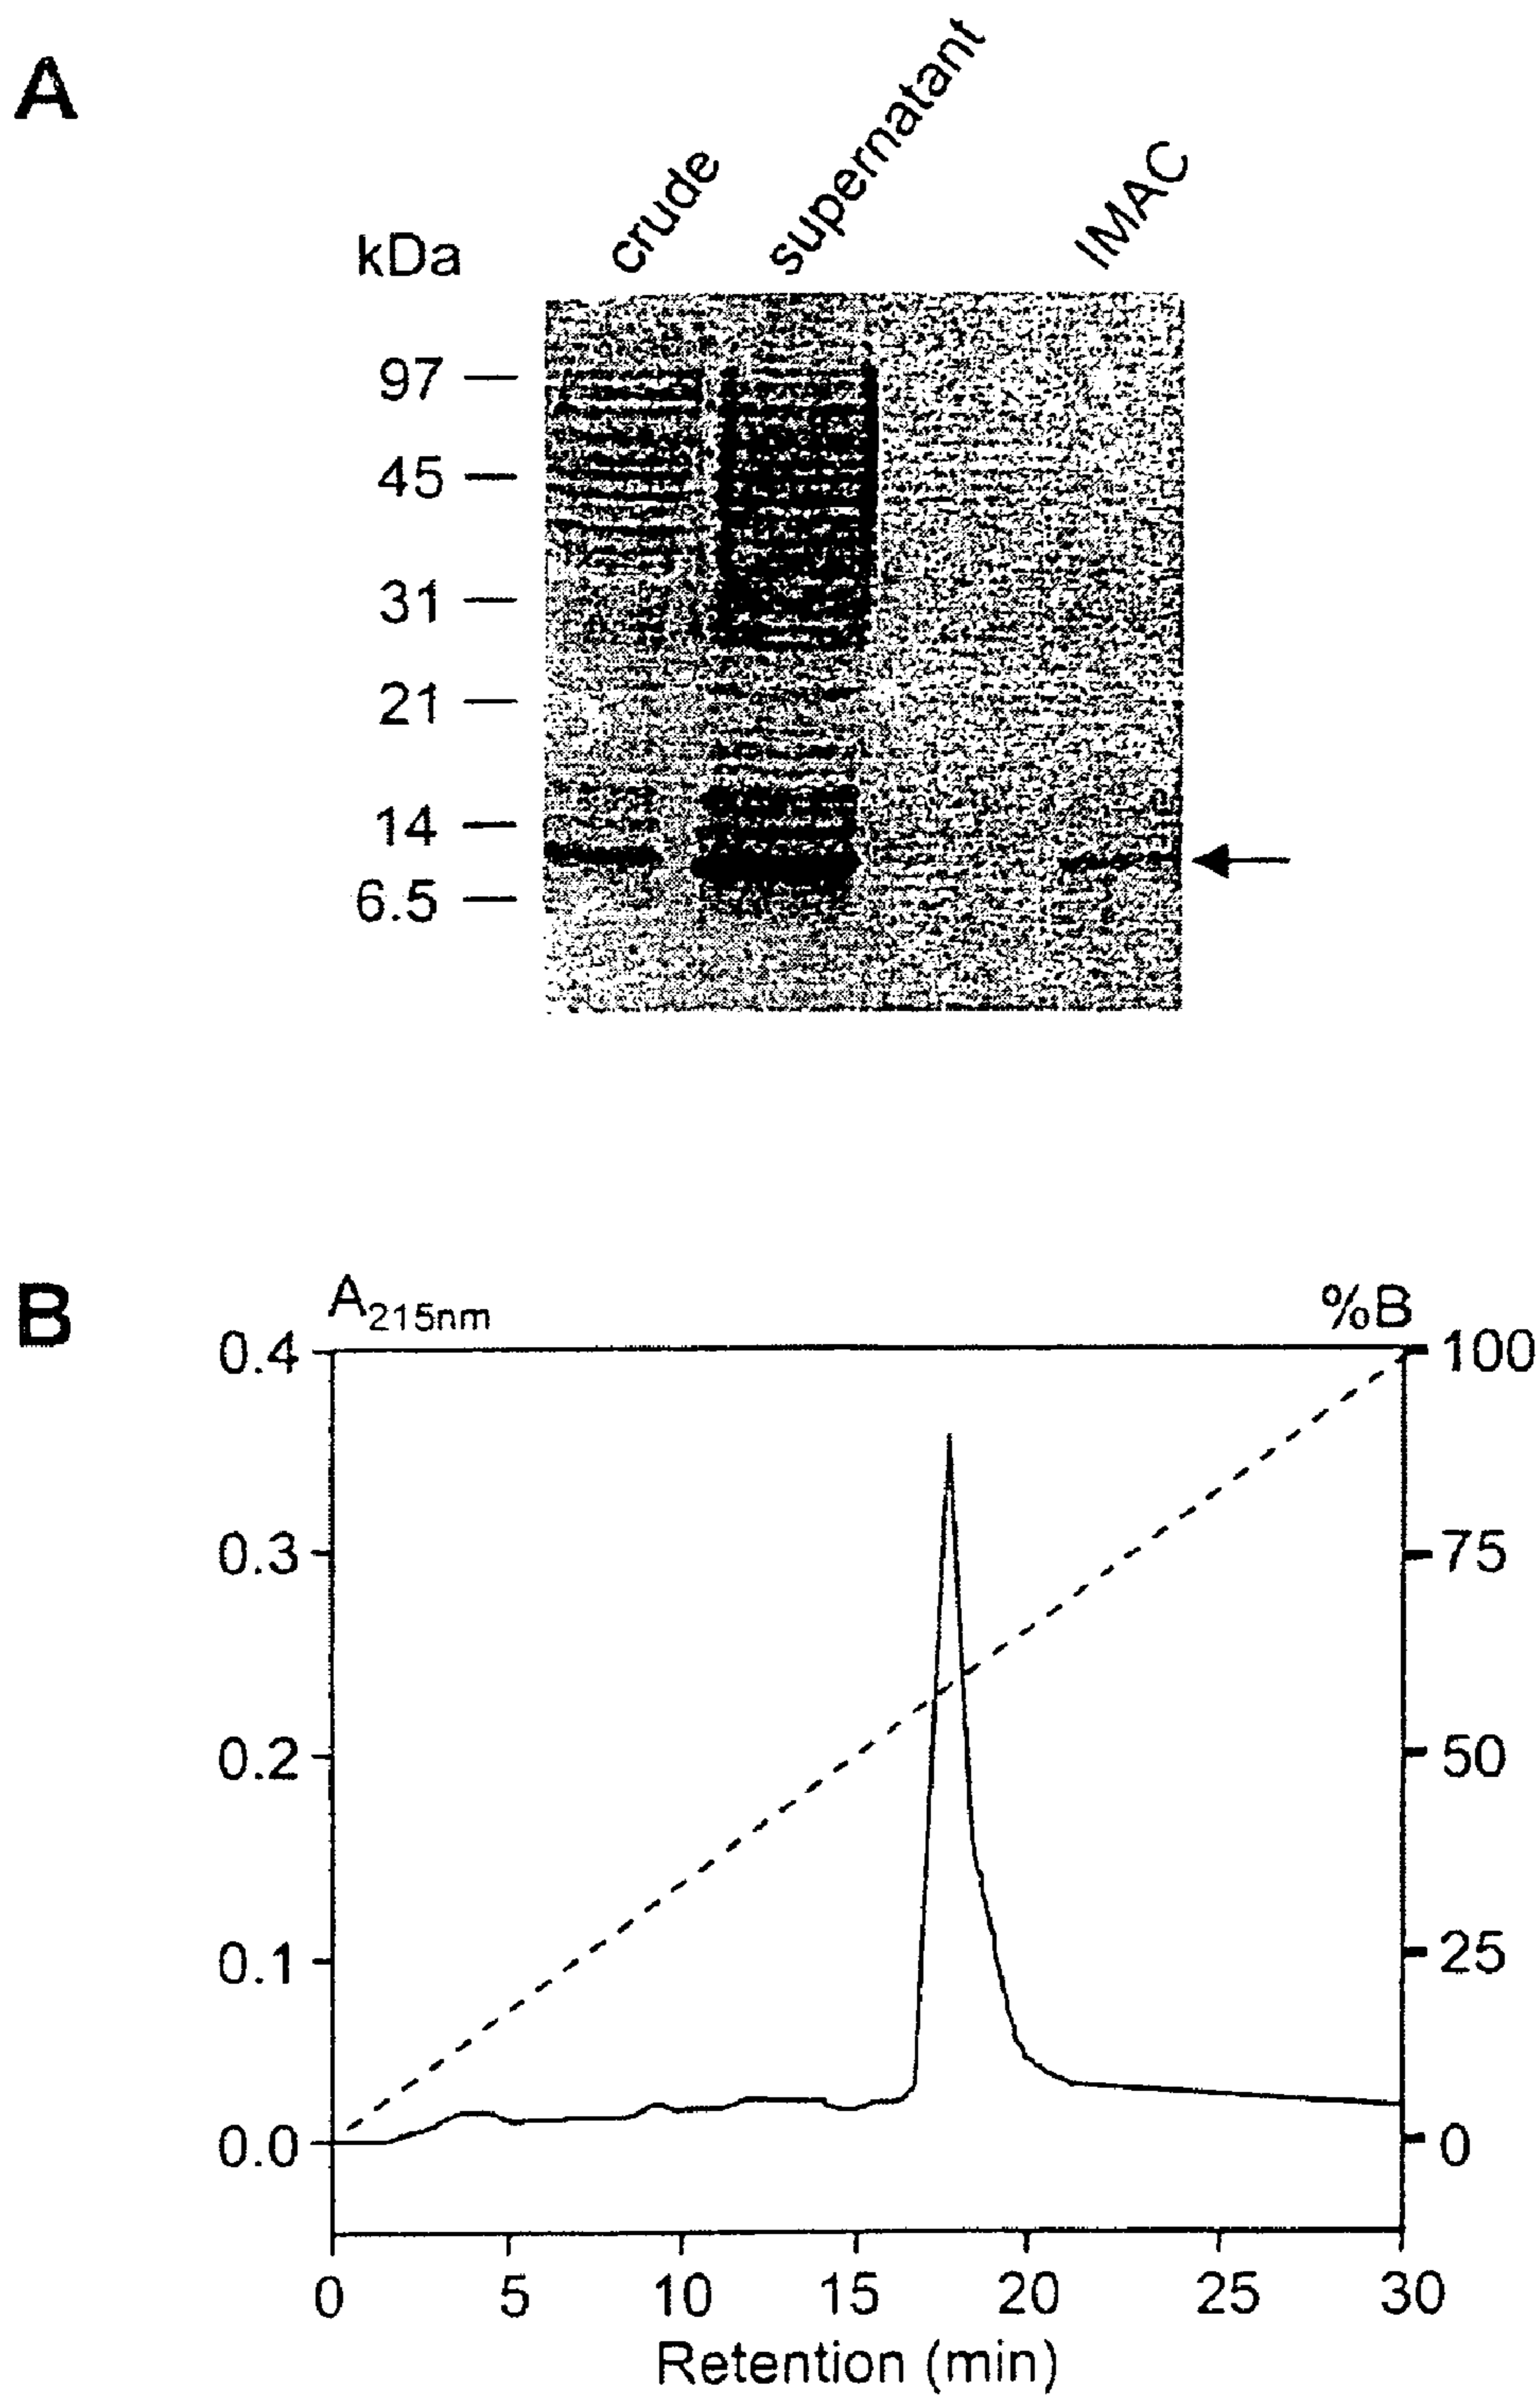 A
crude
supernatant
IMAC
kDa
97
45
31
21
14
6.5
B
A215nm
%B
0.4
0.3
0.2
0.1
0.0
100
75
50
25
0
0 5 10 15 20 25 30
Retention (min)